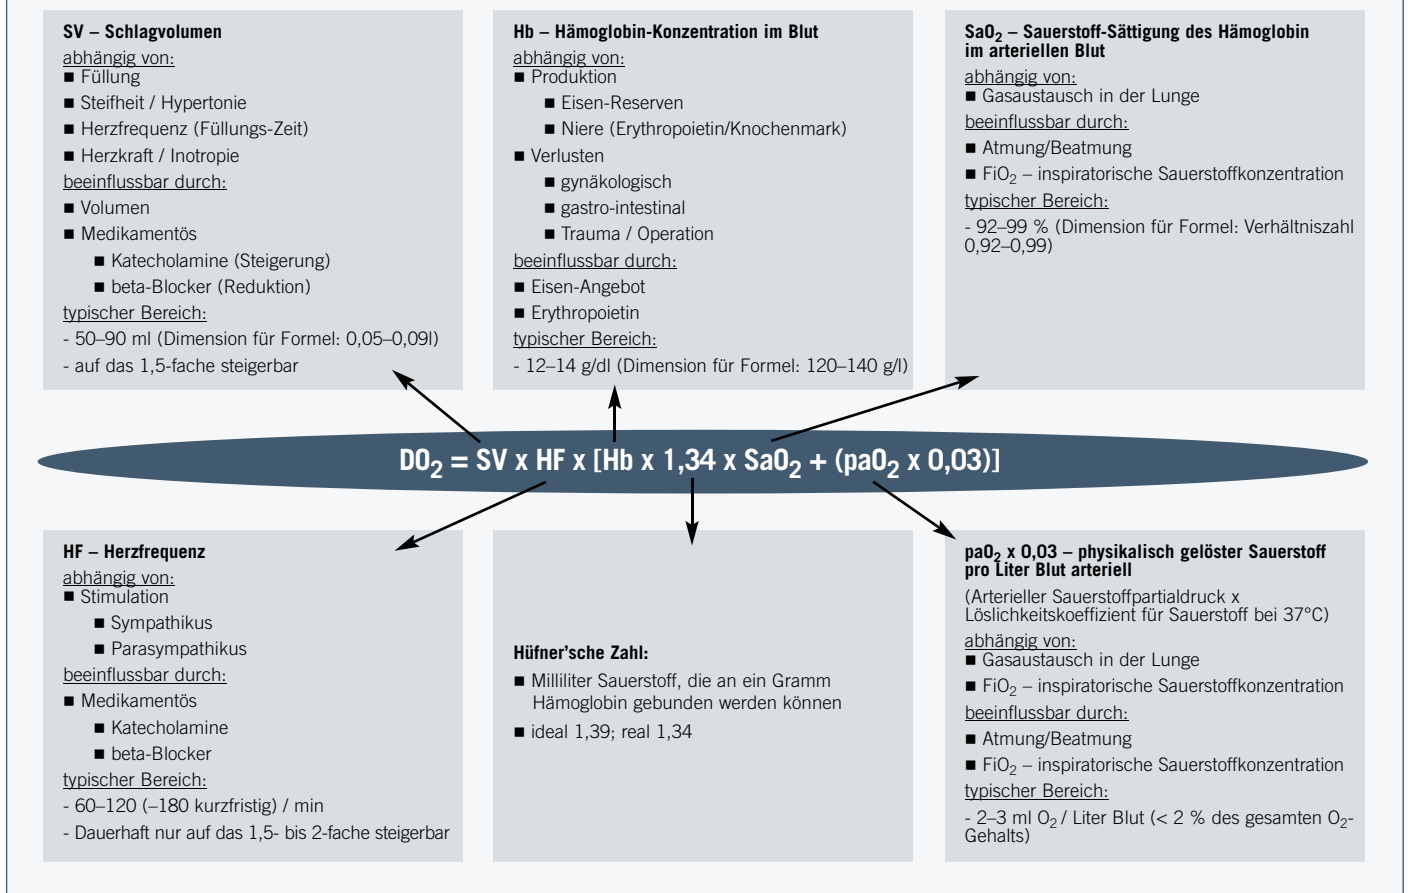 SV – Schlagvolumen
abhängig von:
■ Füllung
■ Steifheit / Hypertonie
■ Herzfrequenz (Füllungs-Zeit)
■ Herzkraft / Inotropie
beeinflussbar durch:
■ Volumen
■ Medikamentös
■ Katecholamine (Steigerung)
■ beta-Blocker (Reduktion)
typischer Bereich:
- 50–90 ml (Dimension für Formel: 0,05–0,09l)
- auf das 1,5-fache steigerbar
Hb – Hämoglobin-Konzentration im Blut
abhängig von:
■ Produktion
■ Eisen-Reserven
■ Niere (Erythropoietin/Knochenmark)
■ Verlusten
■ gynäkologisch
■ gastro-intestinal
■ Trauma / Operation
beeinflussbar durch:
■ Eisen-Angebot
■ Erythropoietin
typischer Bereich:
- 12–14 g/dl (Dimension für Formel: 120–140 g/l)
SaO₂ – Sauerstoff-Sättigung des Hämoglobin
im arteriellen Blut
abhängig von:
■ Gasaustausch in der Lunge
beeinflussbar durch:
■ Atmung/Beatmung
■ FiO₂ – inspiratorische Sauerstoffkonzentration
typischer Bereich:
- 92–99 % (Dimension für Formel: Verhältniszahl
0,92–0,99)
DO₂ = SV x HF x [Hb x 1,34 x SaO₂ + (paO₂ x 0,03)]
HF – Herzfrequenz
abhängig von:
■ Stimulation
■ Sympathikus
■ Parasympathikus
beeinflussbar durch:
■ Medikamentös
■ Katecholamine
■ beta-Blocker
typischer Bereich:
- 60–120 (–180 kurzfristig) / min
- Dauerhaft nur auf das 1,5- bis 2-fache steigerbar
Hüfner’sche Zahl:
■ Milliliter Sauerstoff, die an ein Gramm
Hämoglobin gebunden werden können
■ ideal 1,39; real 1,34
paO₂ x 0,03 – physikalisch gelöster Sauerstoff
pro Liter Blut arteriell
(Arterieller Sauerstoffpartialdruck x
Löslichkeitskoeffizient für Sauerstoff bei 37°C)
abhängig von:
■ Gasaustausch in der Lunge
■ FiO₂ – inspiratorische Sauerstoffkonzentration
beeinflussbar durch:
■ Atmung/Beatmung
■ FiO₂ – inspiratorische Sauerstoffkonzentration
typischer Bereich:
- 2–3 ml O₂ / Liter Blut (< 2 % des gesamten O₂-
Gehalts)